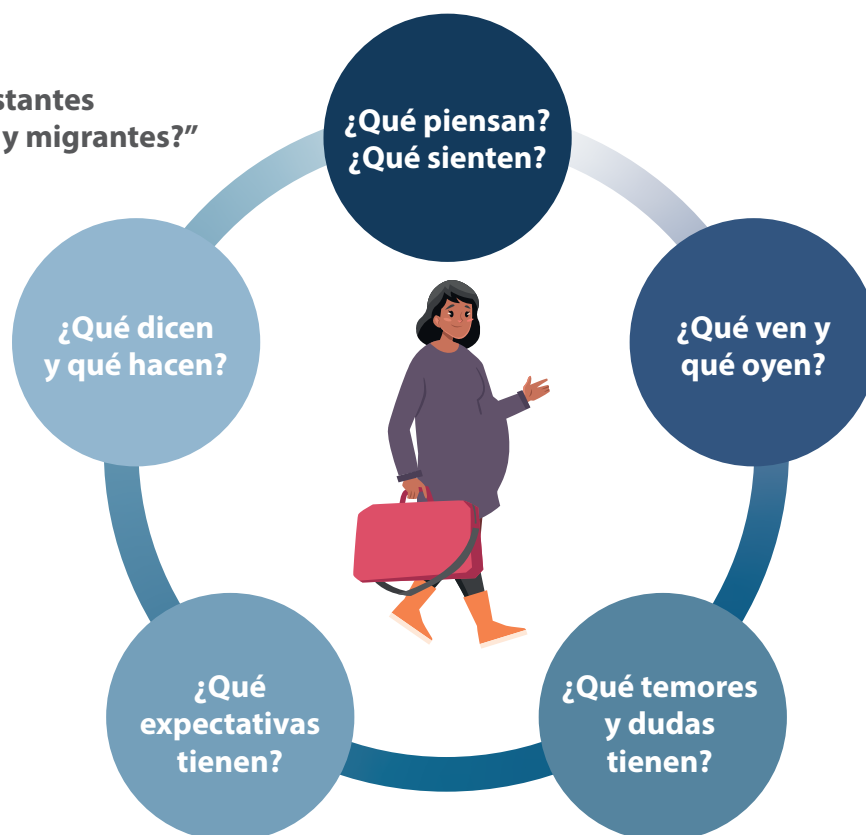 y migrantes?”
¿Qué piensan?
¿Qué sienten?
¿Qué dicen
y qué hacen?
¿Qué ven y
qué oyen?
¿Qué
expectativas
tienen?
¿Qué temores
y dudas
tienen?